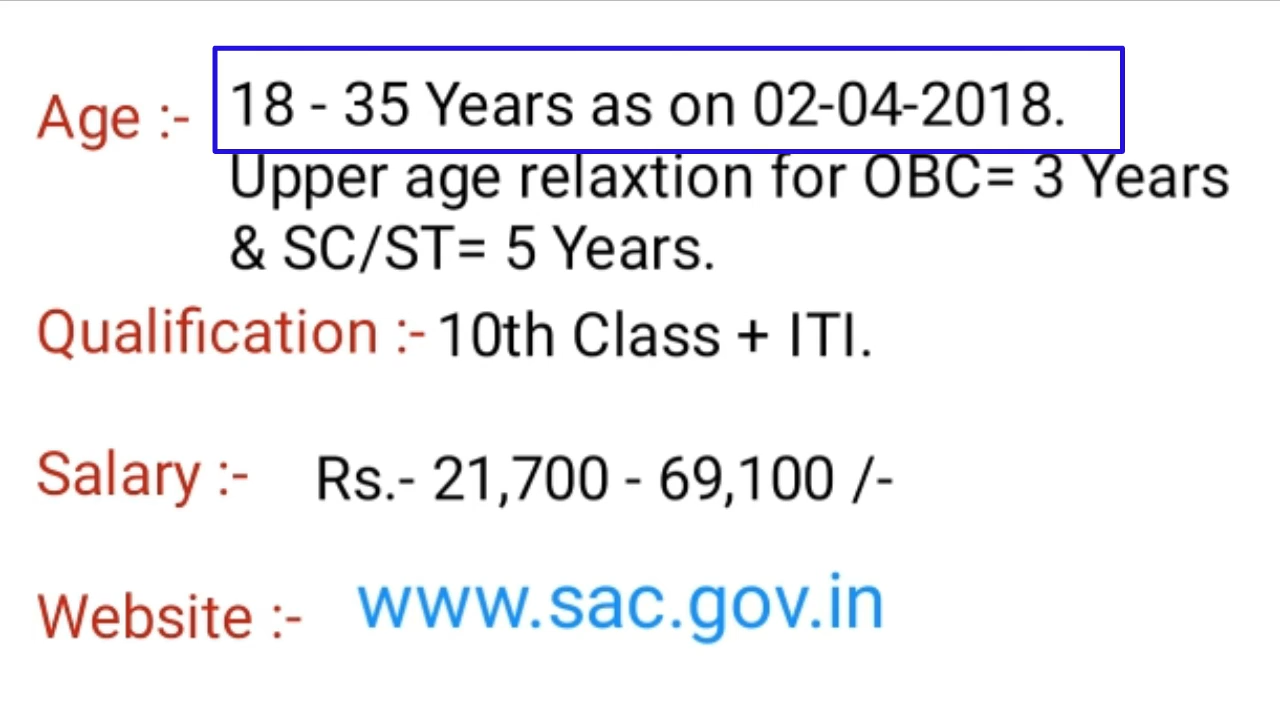 Age :- 18 - 35 Years as on 02-04-2018.
Upper age relaxtion for OBC= 3 Years
& SC/ST= 5 Years.
Qualification :- 10th Class + ITI.
Salary :- Rs.- 21,700 - 69,100 /-
Website :- www.sac.gov.in